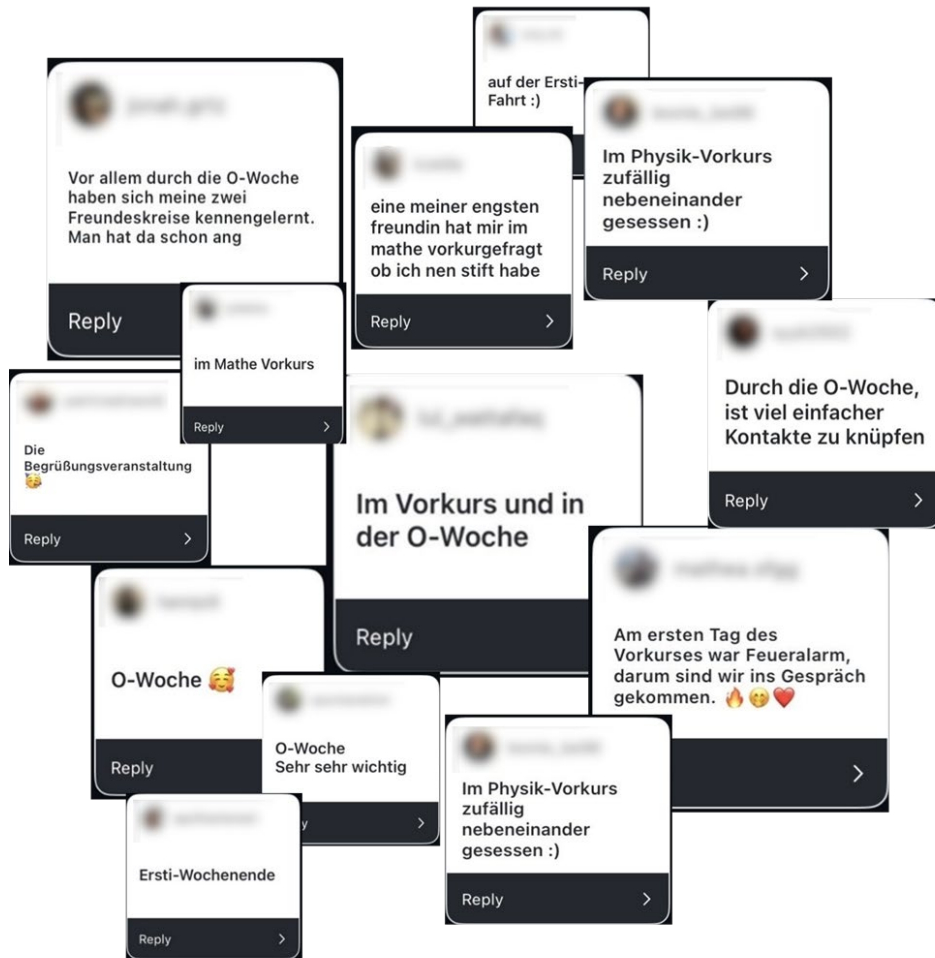 auf der Ersti-
Fahrt :)
Vor allem durch die O-Woche
haben sich meine zwei
Freundeskreise kennengelernt.
Man hat da schon ang
Reply
eine meiner engsten
freundin hat mir im
mathe vorkurgefragt
ob ich nen stift habe
Reply
Im Physik-Vorkurs
zufällig
nebeneinander
gesessen :)
Reply
im Mathe Vorkurs
Reply
Durch die O-Woche,
ist viel einfacher
Kontakte zu knüpfen
Reply
Die
Begrüßungsveranstaltung
🥳
Reply
Im Vorkurs und in
der O-Woche
Reply
Am ersten Tag des
Vorkurses war Feueralarm,
darum sind wir ins Gespräch
gekommen. 🔥🤭❤️
O-Woche 🥰
Reply
O-Woche
Sehr sehr wichtig
Im Physik-Vorkurs
zufällig
nebeneinander
gesessen :)
Reply
Ersti-Wochenende
Reply